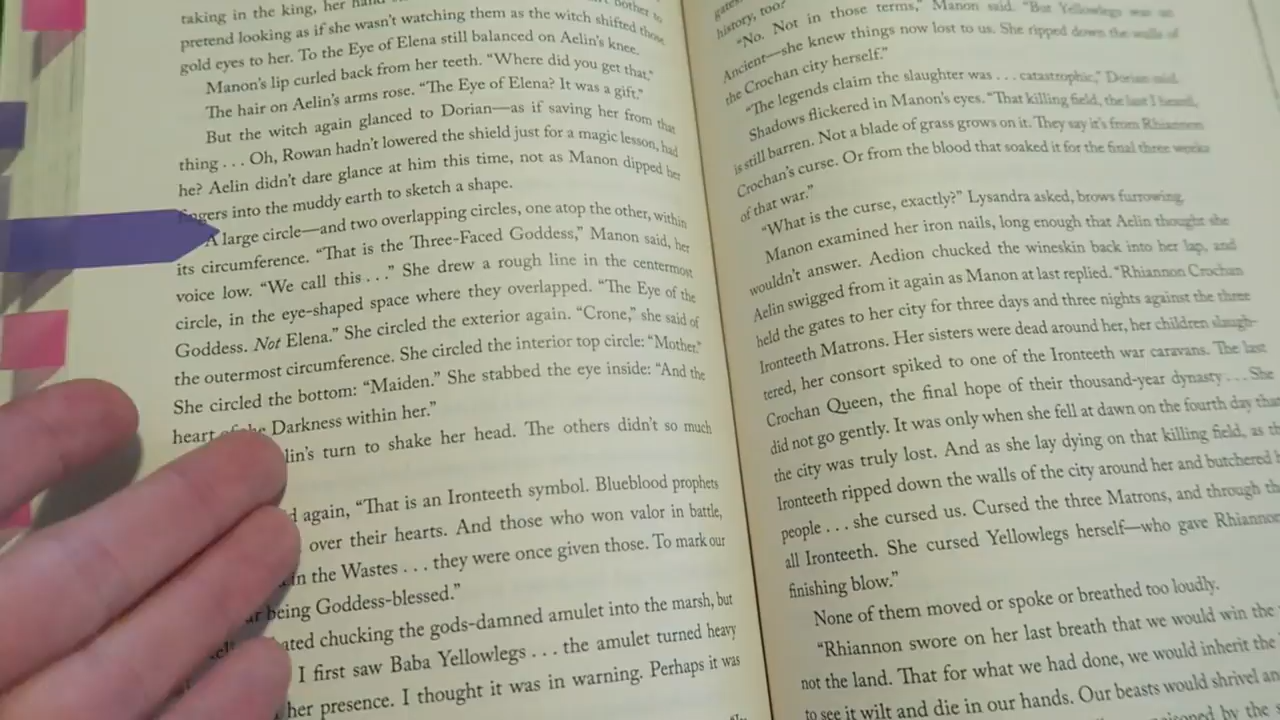 taking in the king, her hand
pretend looking as if she wasn't watching them as the witch shifted those
gold eyes to her. To the Eye of Elena still balanced on Aelin's knee.
Manon's lip curled back from her teeth. “Where did you get that.”
The hair on Aelin's arms rose. “The Eye of Elena? It was a gift.”
But the witch again glanced to Dorian—as if saving her from that
thing . . . Oh, Rowan hadn't lowered the shield just for a magic lesson, had
he? Aelin didn't dare glance at him this time, not as Manon dipped her
fingers into the muddy earth to sketch a shape.
A large circle—and two overlapping circles, one atop the other, within
its circumference. “That is the Three-Faced Goddess,” Manon said, her
voice low. “We call this . . .” She drew a rough line in the centermost
circle, in the eye-shaped space where they overlapped. “The Eye of the
Goddess. Not Elena.” She circled the exterior again. “Crone,” she said of
the outermost circumference. She circled the interior top circle: “Mother.”
She circled the bottom: “Maiden.” She stabbed the eye inside: “And the
heart of the Darkness within her.”
lin's turn to shake her head. The others didn't so much
again, “That is an Ironteeth symbol. Blueblood prophets
over their hearts. And those who won valor in battle,
in the Wastes . . . they were once given those. To mark our
being Goddess-blessed.”
ated chucking the gods-damned amulet into the marsh, but
I first saw Baba Yellowlegs . . . the amulet turned heavy
her presence. I thought it was in warning. Perhaps it was
history, too?
“No. Not in those terms,” Manon said. “But Yellowlegs was an
Ancient—she knew things now lost to us. She ripped down the walls of
the Crochan city herself.”
“The legends claim the slaughter was . . . catastrophic,” Dorian said.
Shadows flickered in Manon's eyes. “That killing field, the last I heard,
is still barren. Not a blade of grass grows on it. They say it's from Rhiannon
Crochan's curse. Or from the blood that soaked it for the final three weeks
of that war.”
“What is the curse, exactly?” Lysandra asked, brows furrowing.
Manon examined her iron nails, long enough that Aelin thought she
wouldn't answer. Aedion chucked the wineskin back into her lap, and
Aelin swigged from it again as Manon at last replied. “Rhiannon Crochan
held the gates to her city for three days and three nights against the three
Ironteeth Matrons. Her sisters were dead around her, her children slaugh-
tered, her consort spiked to one of the Ironteeth war caravans. The last
Crochan Queen, the final hope of their thousand-year dynasty . . . She
did not go gently. It was only when she fell at dawn on the fourth day that
the city was truly lost. And as she lay dying on that killing field, as th
Ironteeth ripped down the walls of the city around her and butchered h
people . . . she cursed us. Cursed the three Matrons, and through th
all Ironteeth. She cursed Yellowlegs herself—who gave Rhiannon
finishing blow.”
None of them moved or spoke or breathed too loudly.
“Rhiannon swore on her last breath that we would win the
not the land. That for what we had done, we would inherit the
to see it wilt and die in our hands. Our beasts would shrivel an